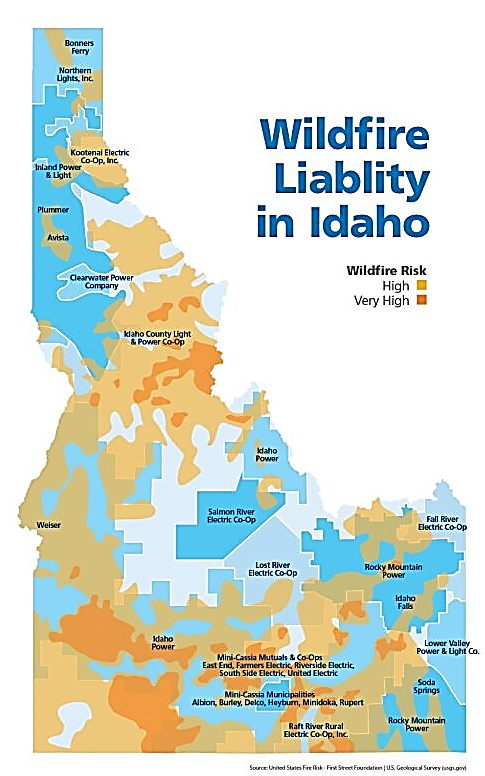 Bonners
Ferry
Northern
Lights, Inc.
Kootenai Electric
Co-Op, Inc.
Inland Power
& Light
Plummer
Avista
Clearwater Power
Company
Idaho County Light
& Power Co-Op
Wildfire
Liablity
in Idaho
Wildfire Risk
High
Very High
Idaho
Power
Salmon River
Electric Co-Op
Weiser
Fall River
Electric Co-Op
Lost River
Electric Co-Op
Rocky Mountain
Power
Idaho
Falls
Idaho
Power
Lower Valley
Power & Light Co.
Mini-Cassia Mutuals & Co-Ops
East End, Farmers Electric, Riverside Electric,
South Side Electric, United Electric
Soda
Springs
Mini-Cassia Municipalities
Albion, Burley, Delco, Heyburn, Minidoka, Rupert
Raft River Rural
Electric Co-Op, Inc.
Rocky Mountain
Power
Source: United States Fire Risk - First Street Foundation | U.S. Geological Survey (usgs.gov)